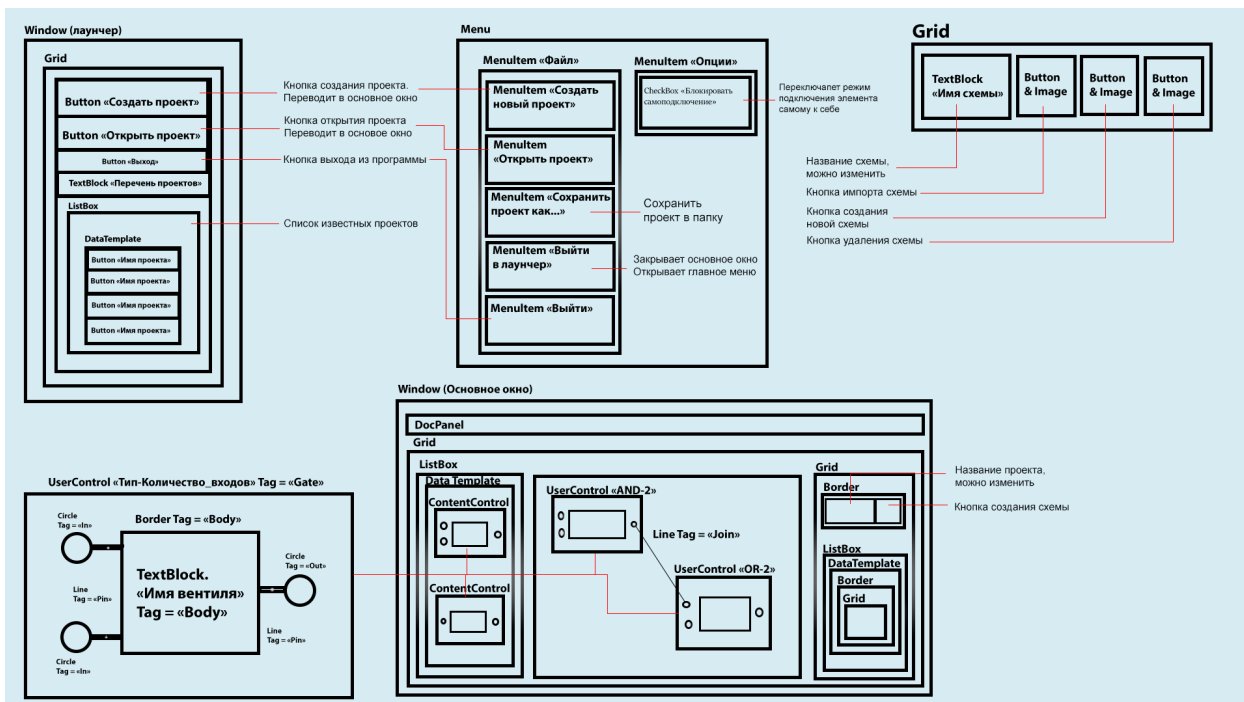 Window (лаунчер)
Grid
Button «Создать проект»
Button «Открыть проект»
Button «Выход»
TextBlock «Перечень проектов»
ListBox
DataTemplate
Button «Имя проекта»
Button «Имя проекта»
Button «Имя проекта»
Button «Имя проекта»
Кнопка создания проекта.
Переводит в основное окно
Кнопка открытия проекта
Переводит в основое окно
Кнопка выхода из программы
Список известных проектов
Menu
MenuItem «Файл»
MenuItem «Создать
новый проект»
MenuItem
«Открыть проект»
MenuItem «Сохранить
проект как...»
MenuItem «Выйти
в лаунчер»
MenuItem «Выйти»
MenuItem «Опции»
CheckBox «Блокировать
самоподключение»
Переключапет режим
подключения элемента
самому к себе
Сохранить
проект в папку
Закрывает основное окно
Открывает главное меню
Grid
TextBlock
«Имя схемы»
Button
& Image
Button
& Image
Button
& Image
Название схемы,
можно изменить
Кнопка импорта схемы
Кнопка создания
новой схемы
Кнопка удаления схемы
UserControl «Тип-Количество_входов» Tag = «Gate»
Circle
Tag = «In»
Border Tag = «Body»
Circle
Tag = «Out»
TextBlock.
«Имя вентиля»
Tag = «Body»
Line
Tag = «Pin»
Line
Tag = «Pin»
Circle
Tag = «In»
Window (Основное окно)
DocPanel
Grid
ListBox
Data Template
ContentControl
ContentControl
UserControl «AND-2»
Line Tag = «Join»
UserControl «OR-2»
Grid
Border
ListBox
DataTemplate
Border
Grid
Название проекта,
можно изменить
Кнопка создания схемы